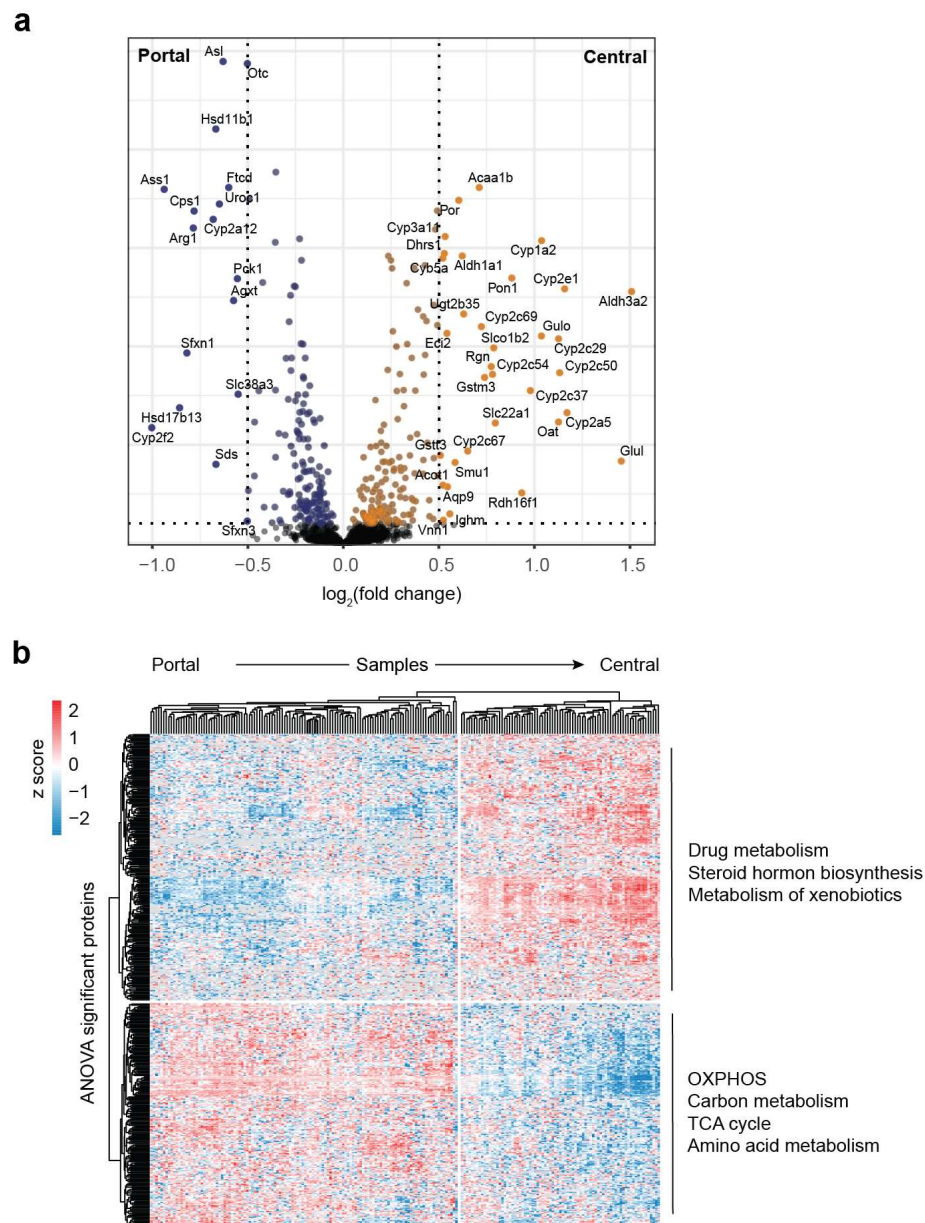 a
Portal
Central
Asl
Otc
Hsd11b1
Ass1
Ftcd
Acaa1b
Cps1
Uroc1
Por
Arg1
Cyp2a12
Cyp3a11
Dhrs1
Cyp1a2
Pck1
Cyb5a
Aldh1a1
Cyp2e1
Agxt
Pon1
Aldh3a2
Ugt2b35
Cyp2c69
Gulo
Sfxn1
Eci2
Slco1b2
Cyp2c29
Rgn
Cyp2c54
Cyp2c50
Slc38a3
Gstm3
Cyp2c37
Hsd17b13
Slc22a1
Cyp2a5
Cyp2f2
Oat
Sds
Gstt3
Cyp2c67
Glul
Acot1
Smu1
Aqp9
Rdh16f1
Sfxn3
Vnn1
Ighm
−1.0
−0.5
0.0
0.5
1.0
1.5
log2(fold change)
b
Portal
Samples
Central
z score
2
1
0
−1
−2
ANOVA significant proteins
Drug metabolism
Steroid hormon biosynthesis
Metabolism of xenobiotics
OXPHOS
Carbon metabolism
TCA cycle
Amino acid metabolism